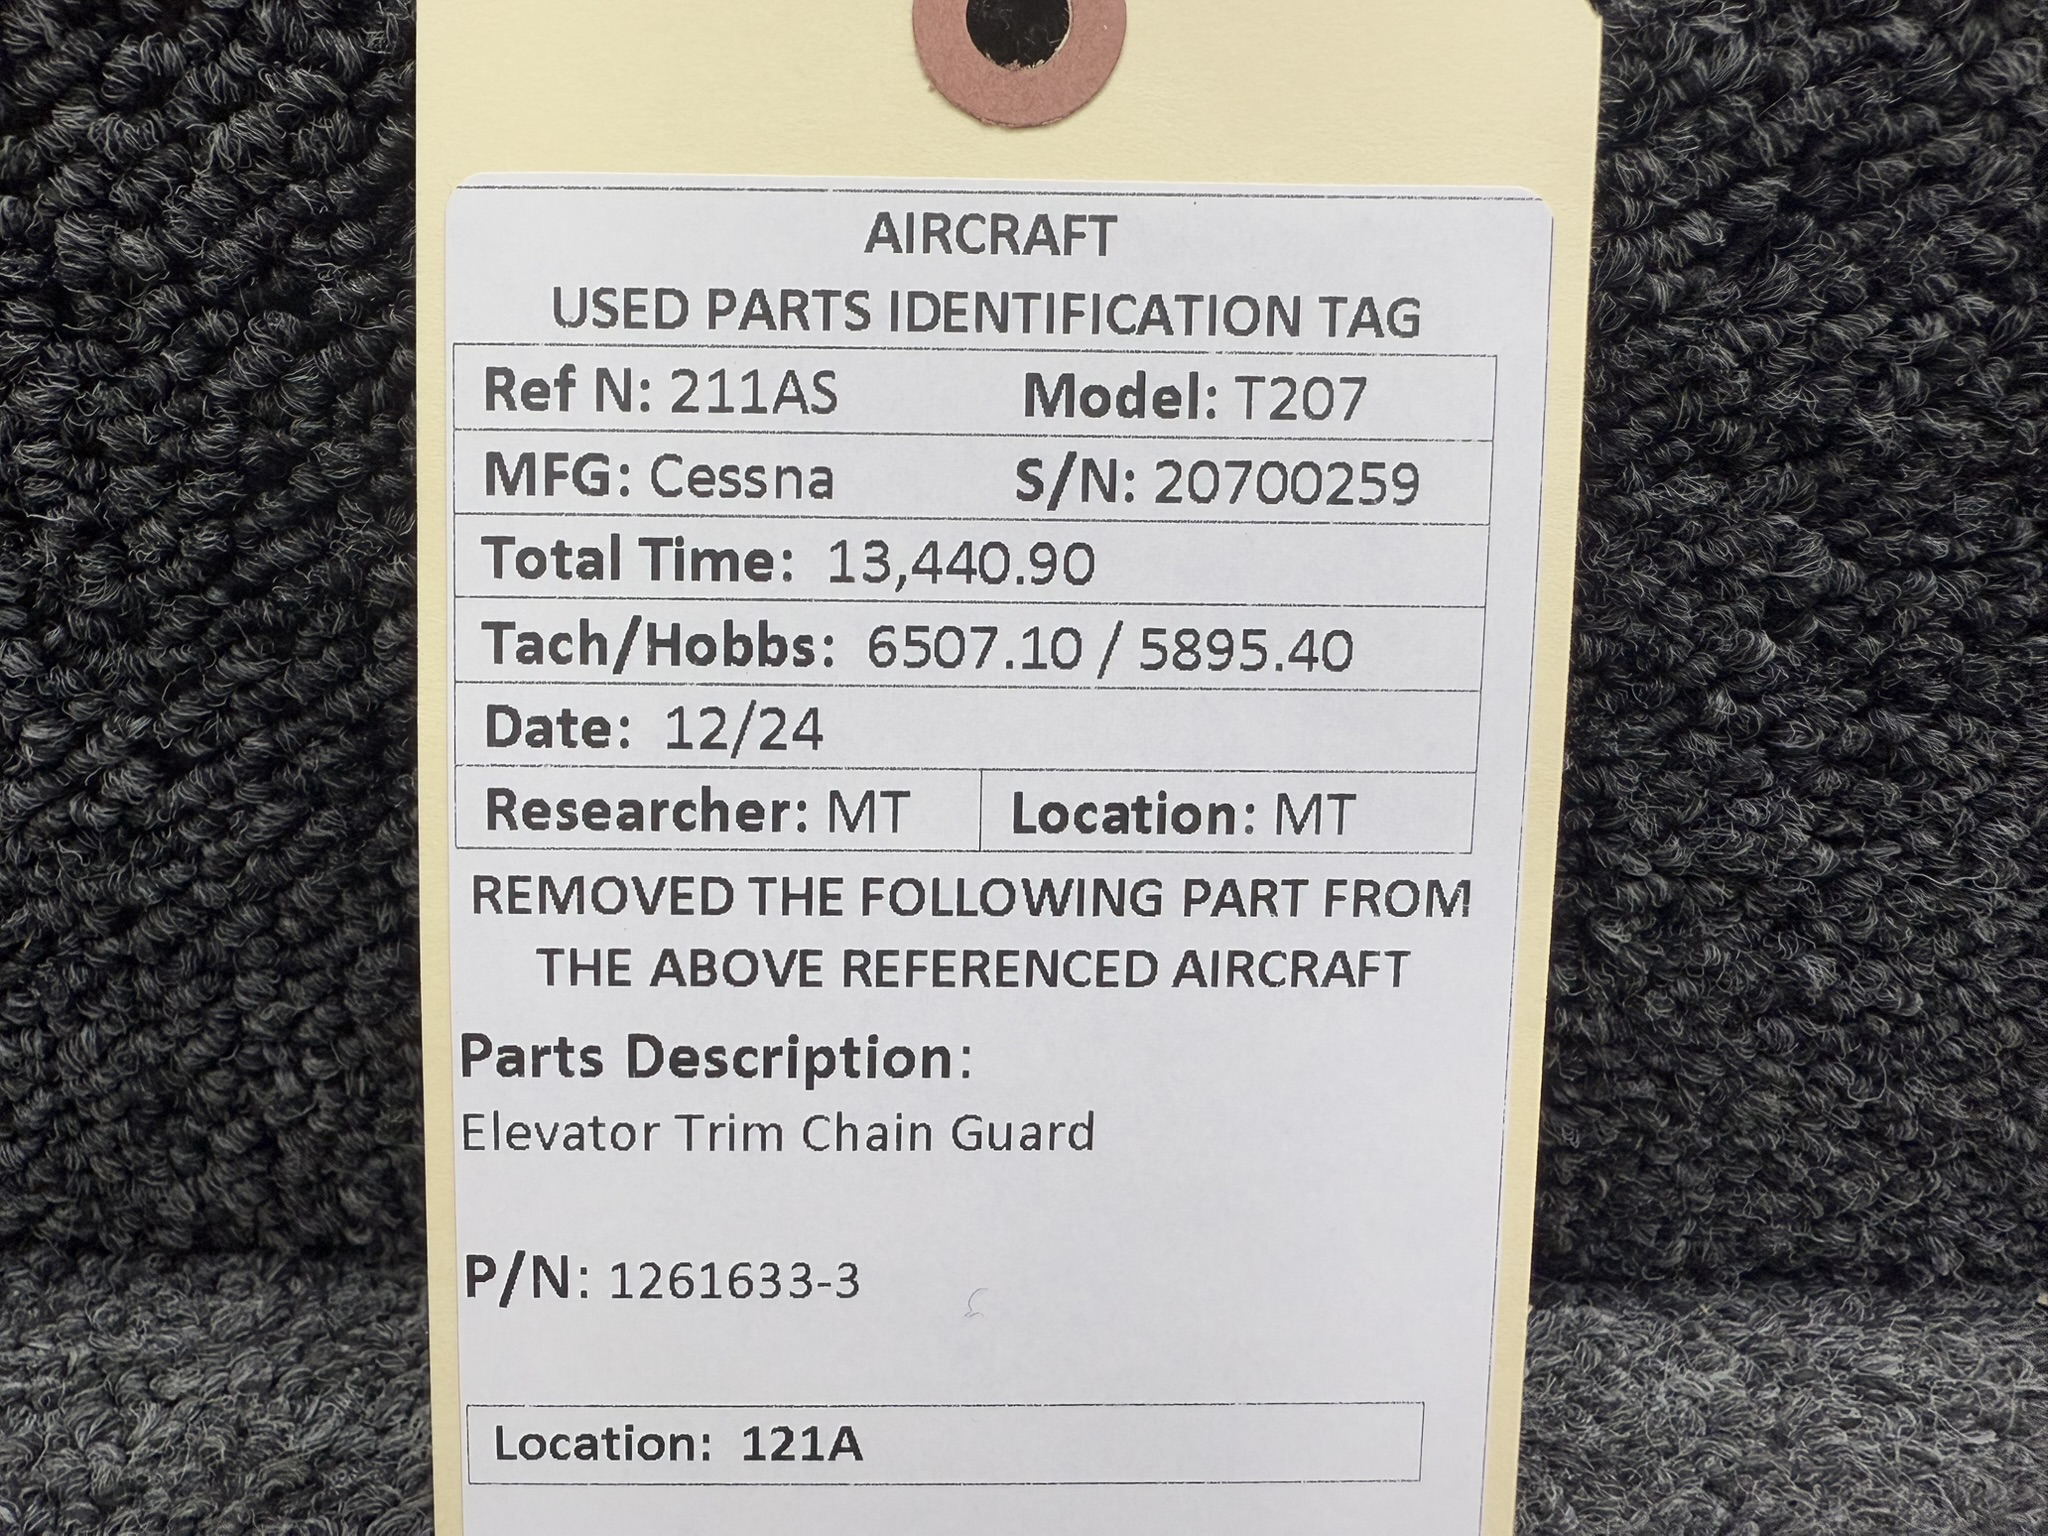 AIRCRAFT
USED PARTS IDENTIFICATION TAG
Ref N: 211AS Model: T207
MFG: Cessna S/N: 20700259
Total Time: 13,440.90
Tach/Hobbs: 6507.10 / 5895.40
Date: 12/24
Researcher: MT Location: MT
REMOVED THE FOLLOWING PART FROM
THE ABOVE REFERENCED AIRCRAFT
Parts Description:
Elevator Trim Chain Guard
P/N: 1261633-3
Location: 121A